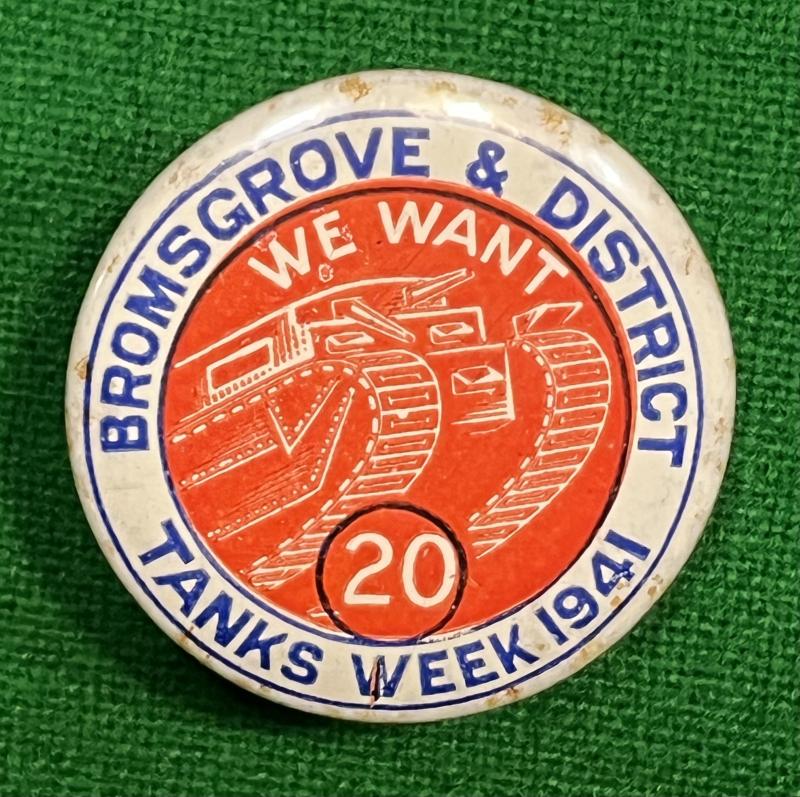 BROMSGROVE & DISTRICT
WE WANT
20
TANKS WEEK 1941